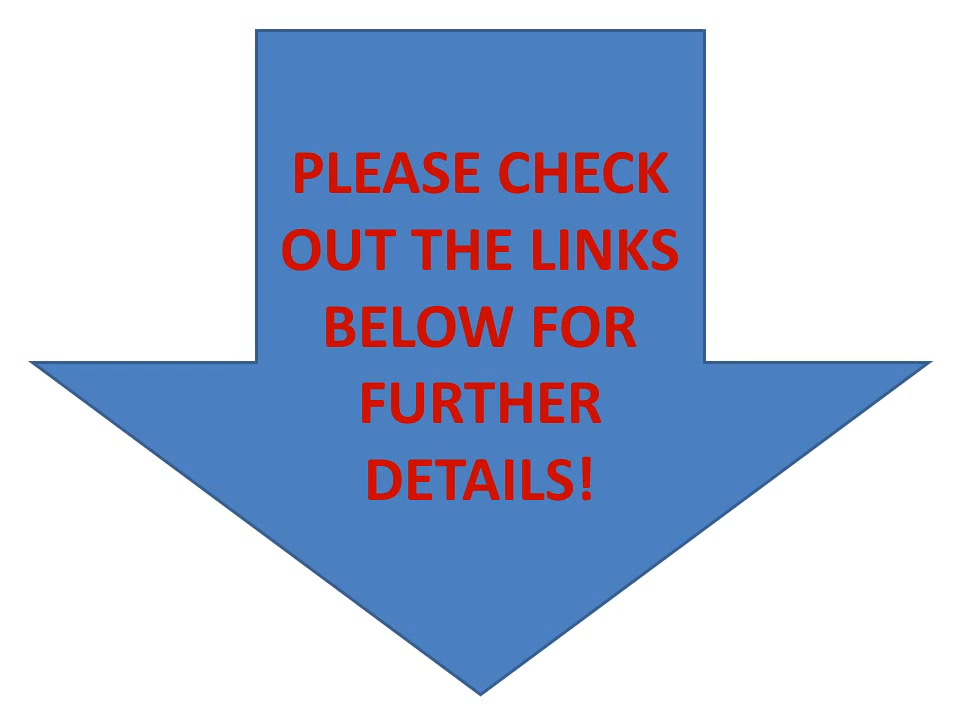 PLEASE CHECK
OUT THE LINKS
BELOW FOR
FURTHER
DETAILS!